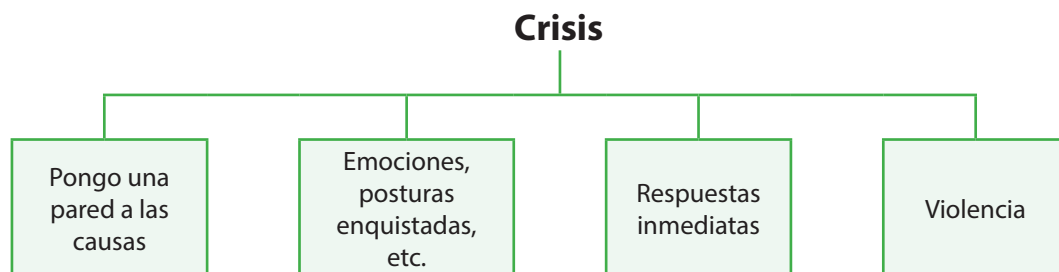 Crisis
Pongo una
pared a las
causas
Emociones,
posturas
enquistadas,
etc.
Respuestas
inmediatas
Violencia